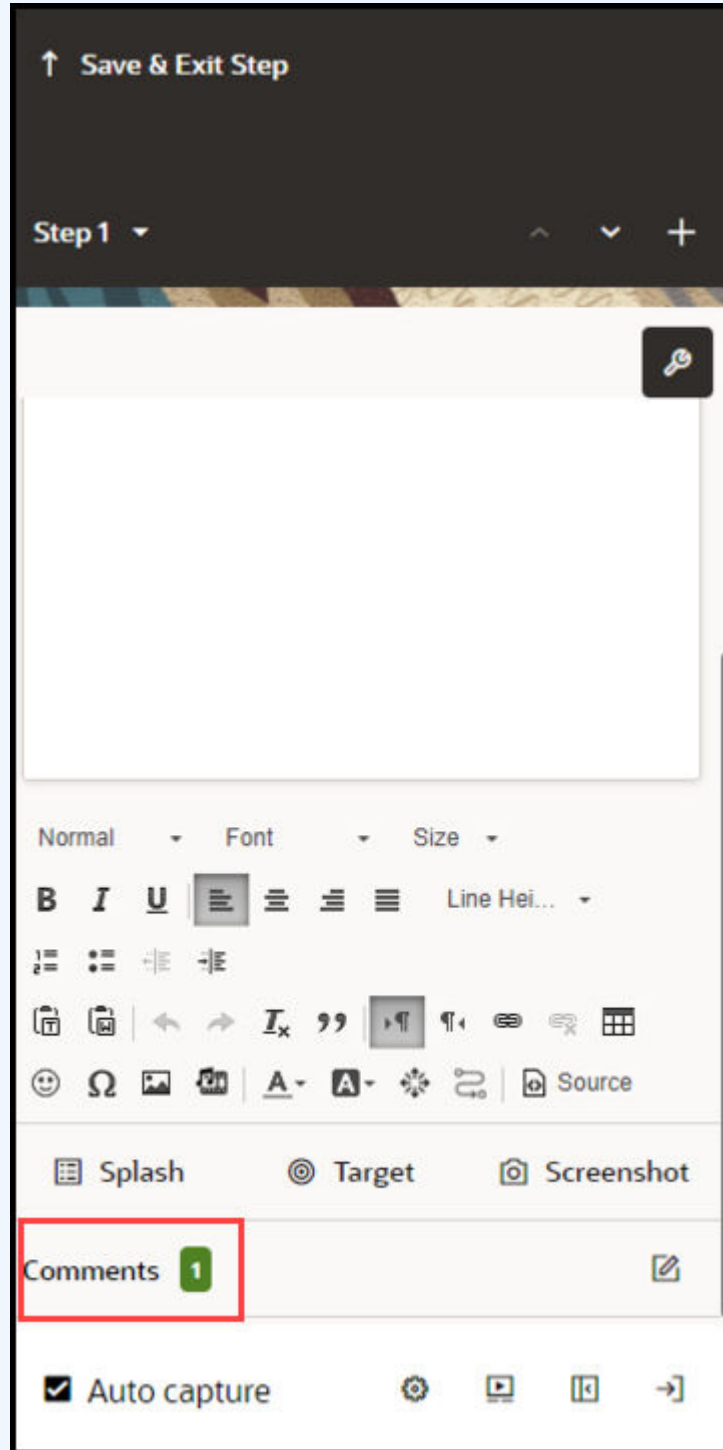 Save & Exit Step
Step 1
Normal Font Size
B I U Line Hei...
Source
Splash Target Screenshot
Comments 1
Auto capture